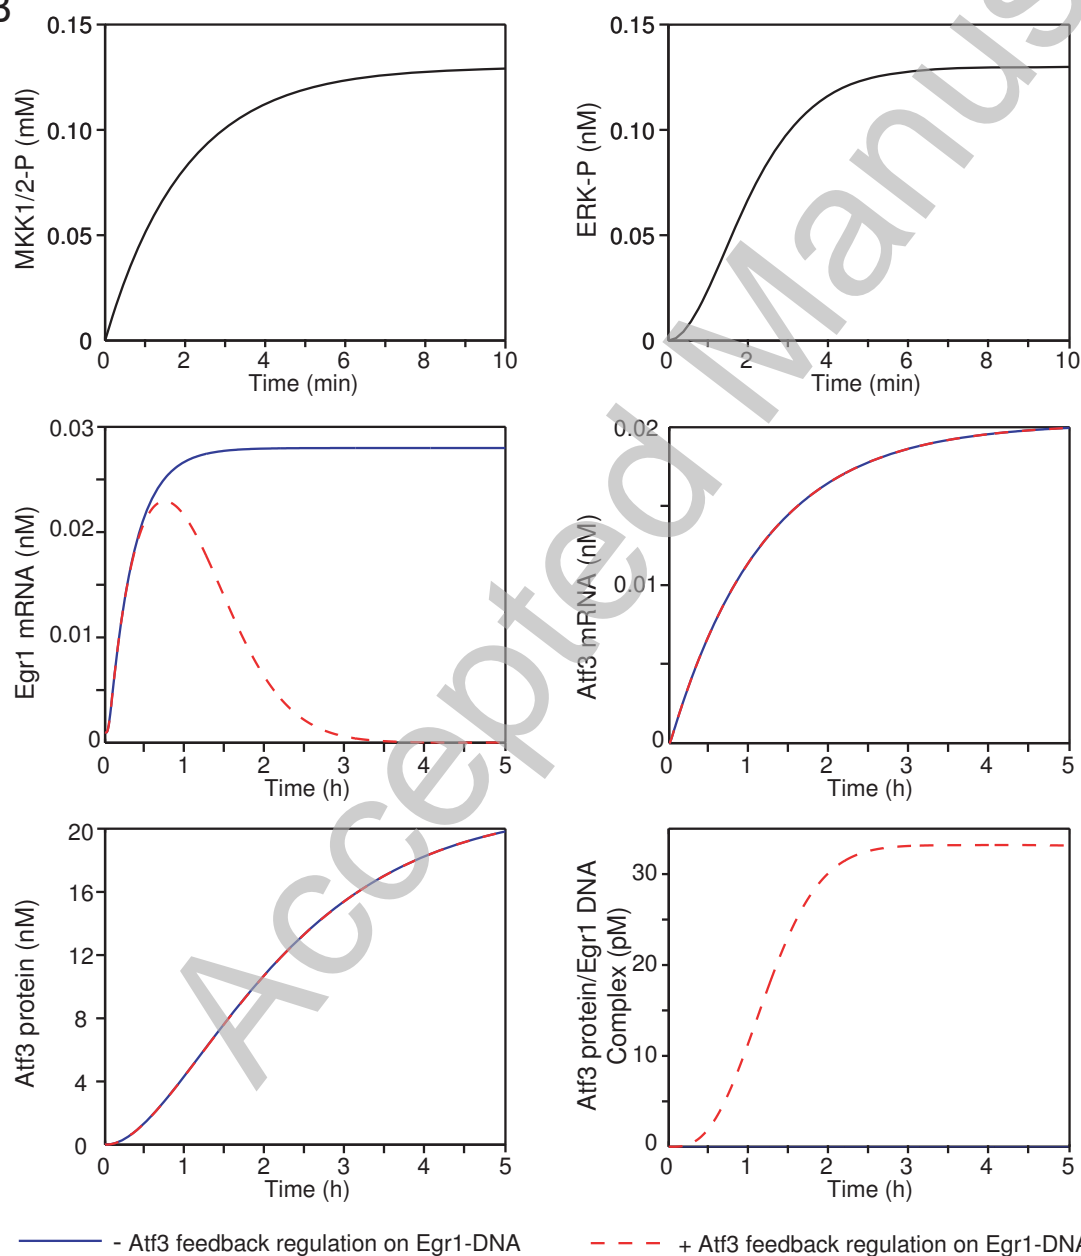 B
0.15
0.10
0.05
0
MKK1/2-P (mM)
0 2 4 6 8 10
Time (min)
0.15
0.10
0.05
0
ERK-P (nM)
0 2 4 6 8 10
Time (min)
0.03
0.02
0.01
0
Egr1 mRNA (nM)
0 1 2 3 4 5
Time (h)
0.02
0.01
0
Atf3 mRNA (nM)
0 1 2 3 4 5
Time (h)
20
16
12
8
4
0
Atf3 protein (nM)
0 1 2 3 4 5
Time (h)
30
20
10
0
Atf3 protein/Egr1 DNA
Complex (pM)
0 1 2 3 4 5
Time (h)
- Atf3 feedback regulation on Egr1-DNA
+ Atf3 feedback regulation on Egr1-DNA
Accepted Manus